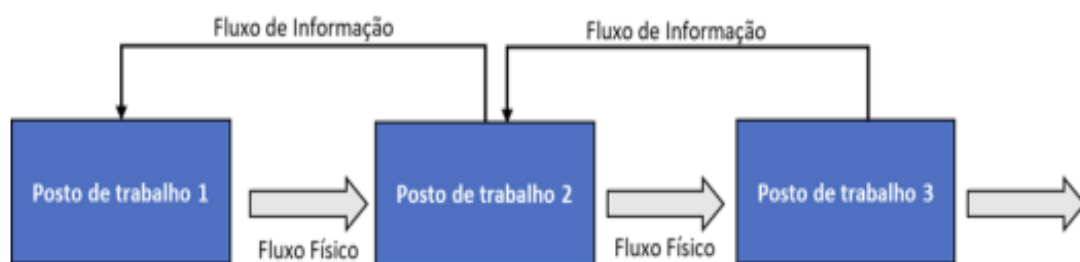 Fluxo de Informação
Fluxo de Informação
Posto de trabalho 1
Posto de trabalho 2
Posto de trabalho 3
Fluxo Físico
Fluxo Físico